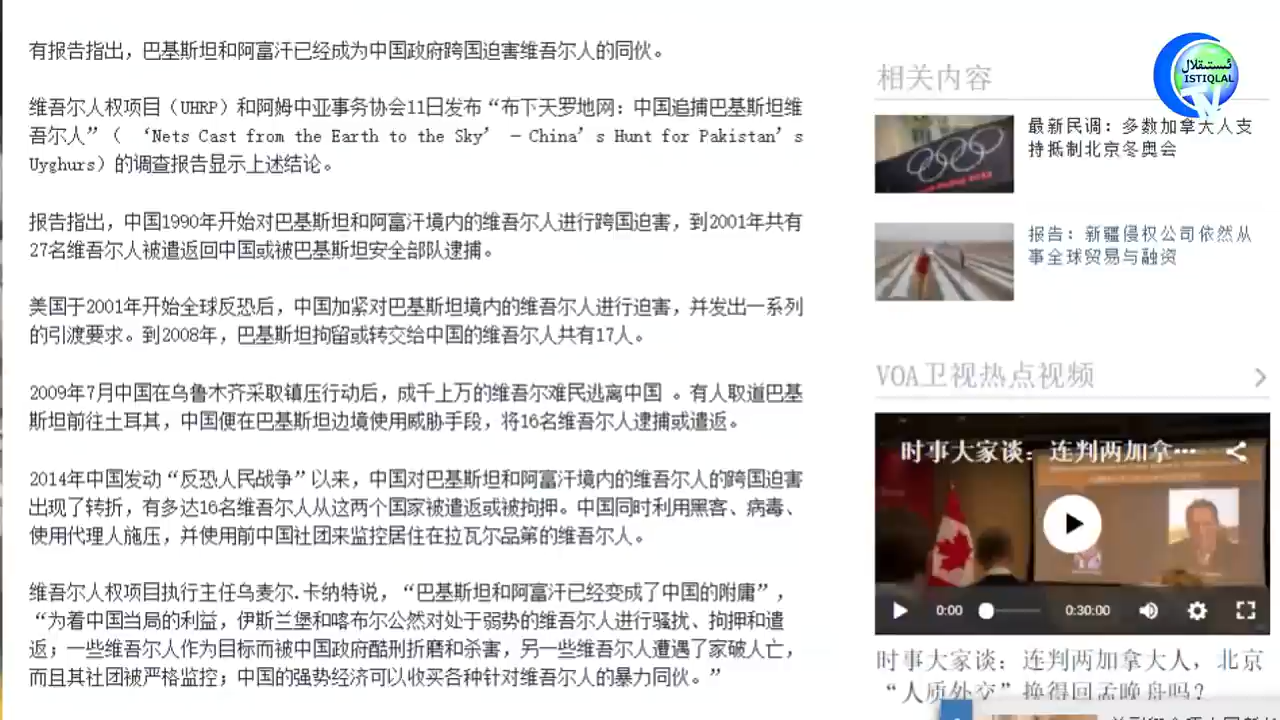 有报告指出，巴基斯坦和阿富汗已经成为中国政府跨国迫害维吾尔人的同伙。
维吾尔人权项目（UHRP）和阿姆中亚事务协会11日发布“布下天罗地网：中国追捕巴基斯坦维
吾尔人”（ ‘Nets Cast from the Earth to the Sky’ －China’s Hunt for Pakistan’s
Uyghurs）的调查报告显示上述结论。
报告指出，中国1990年开始对巴基斯坦和阿富汗境内的维吾尔人进行跨国迫害，到2001年共有
27名维吾尔人被遣返回中国或被巴基斯坦安全部队逮捕。
美国于2001年开始全球反恐后，中国加紧对巴基斯坦境内的维吾尔人进行迫害，并发出一系列
的引渡要求。到2008年，巴基斯坦拘留或转交给中国的维吾尔人共有17人。
2009年7月中国在乌鲁木齐采取镇压行动后，成千上万的维吾尔难民逃离中国 。有人取道巴基
斯坦前往土耳其，中国便在巴基斯坦边境使用威胁手段，将16名维吾尔人逮捕或遣返。
2014年中国发动“反恐人民战争”以来，中国对巴基斯坦和阿富汗境内的维吾尔人的跨国迫害
出现了转折，有多达16名维吾尔人从这两个国家被遣返或被拘押。中国同时利用黑客、病毒、
使用代理人施压，并使用前中国社团来监控居住在拉瓦尔品第的维吾尔人。
维吾尔人权项目执行主任乌麦尔.卡纳特说，“巴基斯坦和阿富汗已经变成了中国的附庸”，
“为着中国当局的利益，伊斯兰堡和喀布尔公然对处于弱势的维吾尔人进行骚扰、拘押和遣
返；一些维吾尔人作为目标而被中国政府酷刑折磨和杀害，另一些维吾尔人遭遇了家破人亡，
而且其社团被严格监控；中国的强势经济可以收买各种针对维吾尔人的暴力同伙。”
ئىستىقلال
ISTIQLAL
TV
相关内容
最新民调：多数加拿大人支
持抵制北京冬奥会
报告：新疆侵权公司依然从
事全球贸易与融资
VOA卫视热点视频
时事大家谈：连判两加拿…
0:00
0:30:00
时事大家谈：连判两加拿大人，北京
“人质外交”换得回孟晚舟吗？